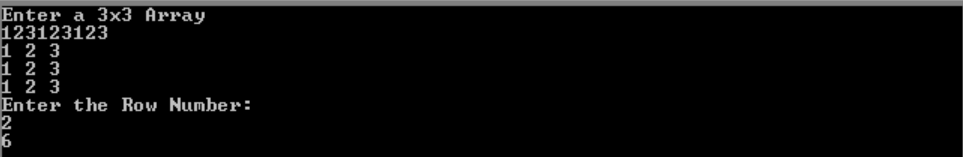 Enter a 3x3 Array
123123123
1 2 3
1 2 3
1 2 3
Enter the Row Number:
2
6